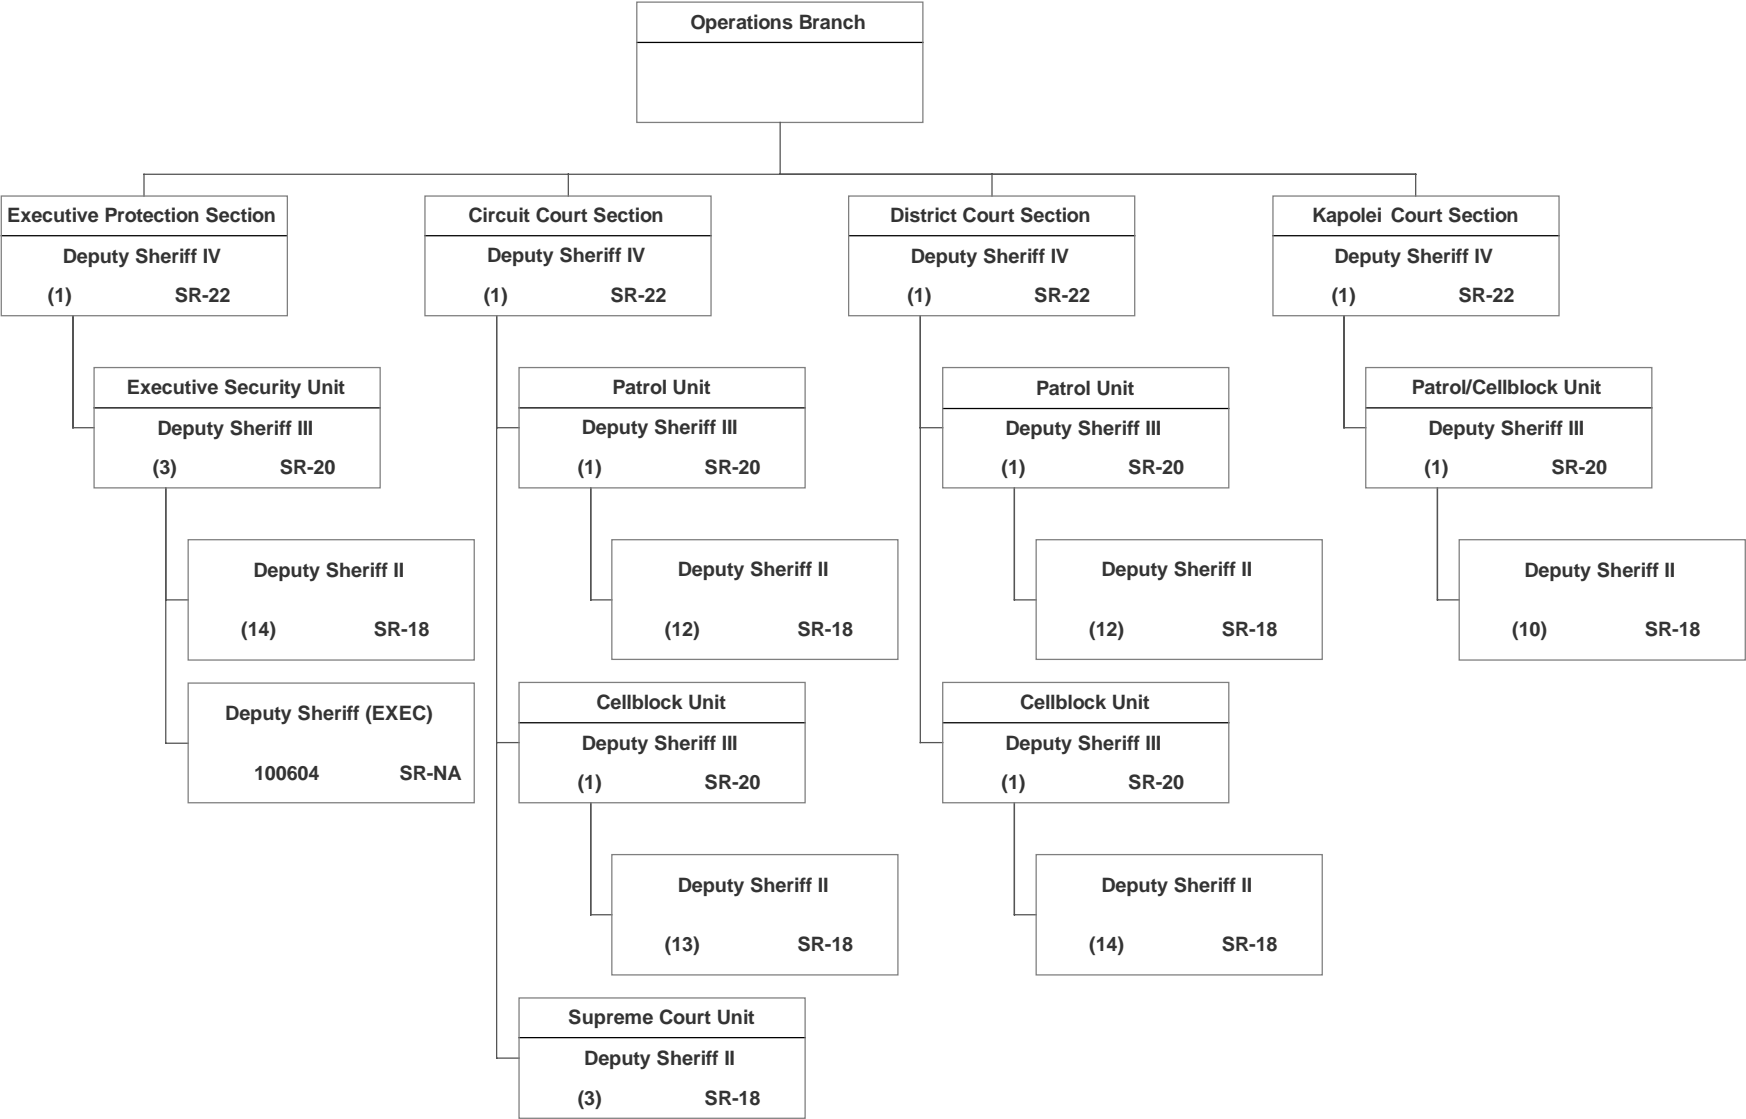 Operations Branch
Executive Protection Section
Deputy Sheriff IV
(1) SR-22
Executive Security Unit
Deputy Sheriff III
(3) SR-20
Deputy Sheriff II
(14) SR-18
Deputy Sheriff (EXEC)
100604 SR-NA
Circuit Court Section
Deputy Sheriff IV
(1) SR-22
Patrol Unit
Deputy Sheriff III
(1) SR-20
Deputy Sheriff II
(12) SR-18
Cellblock Unit
Deputy Sheriff III
(1) SR-20
Deputy Sheriff II
(13) SR-18
Supreme Court Unit
Deputy Sheriff II
(3) SR-18
District Court Section
Deputy Sheriff IV
(1) SR-22
Patrol Unit
Deputy Sheriff III
(1) SR-20
Deputy Sheriff II
(12) SR-18
Cellblock Unit
Deputy Sheriff III
(1) SR-20
Deputy Sheriff II
(14) SR-18
Kapolei Court Section
Deputy Sheriff IV
(1) SR-22
Patrol/Cellblock Unit
Deputy Sheriff III
(1) SR-20
Deputy Sheriff II
(10) SR-18